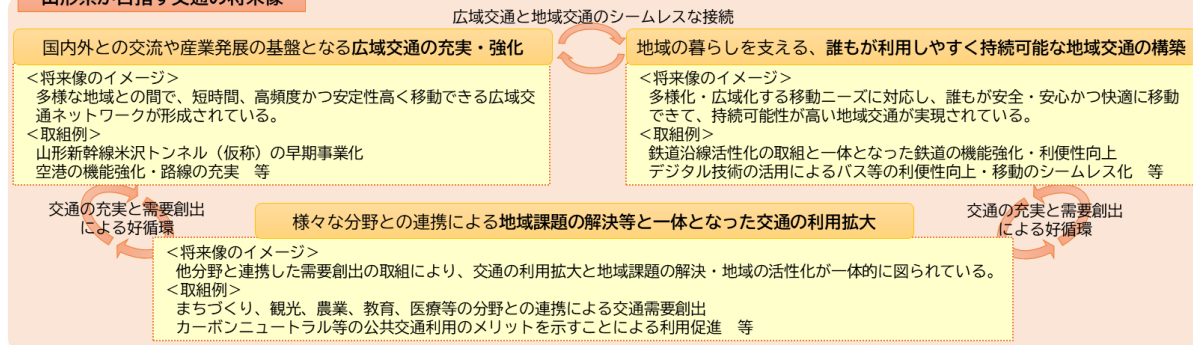 山形県が目指す交通の将来像
広域交通と地域交通のシームレスな接続
国内外との交流や産業発展の基盤となる広域交通の充実・強化
＜将来像のイメージ＞
多様な地域との間で、短時間、高頻度かつ安定性高く移動できる広域交
通ネットワークが形成されている。
＜取組例＞
山形新幹線米沢トンネル（仮称）の早期事業化
空港の機能強化・路線の充実　等
地域の暮らしを支える、誰もが利用しやすく持続可能な地域交通の構築
＜将来像のイメージ＞
多様化・広域化する移動ニーズに対応し、誰もが安全・安心かつ快適に移動
できて、持続可能性が高い地域交通が実現されている。
＜取組例＞
鉄道沿線活性化の取組と一体となった鉄道の機能強化・利便性向上
デジタル技術の活用によるバス等の利便性向上・移動のシームレス化　等
交通の充実と需要創出
による好循環
交通の充実と需要創出
による好循環
様々な分野との連携による地域課題の解決等と一体となった交通の利用拡大
＜将来像のイメージ＞
他分野と連携した需要創出の取組により、交通の利用拡大と地域課題の解決・地域の活性化が一体的に図られている。
＜取組例＞
まちづくり、観光、農業、教育、医療等の分野との連携による交通需要創出
カーボンニュートラル等の公共交通利用のメリットを示すことによる利用促進　等